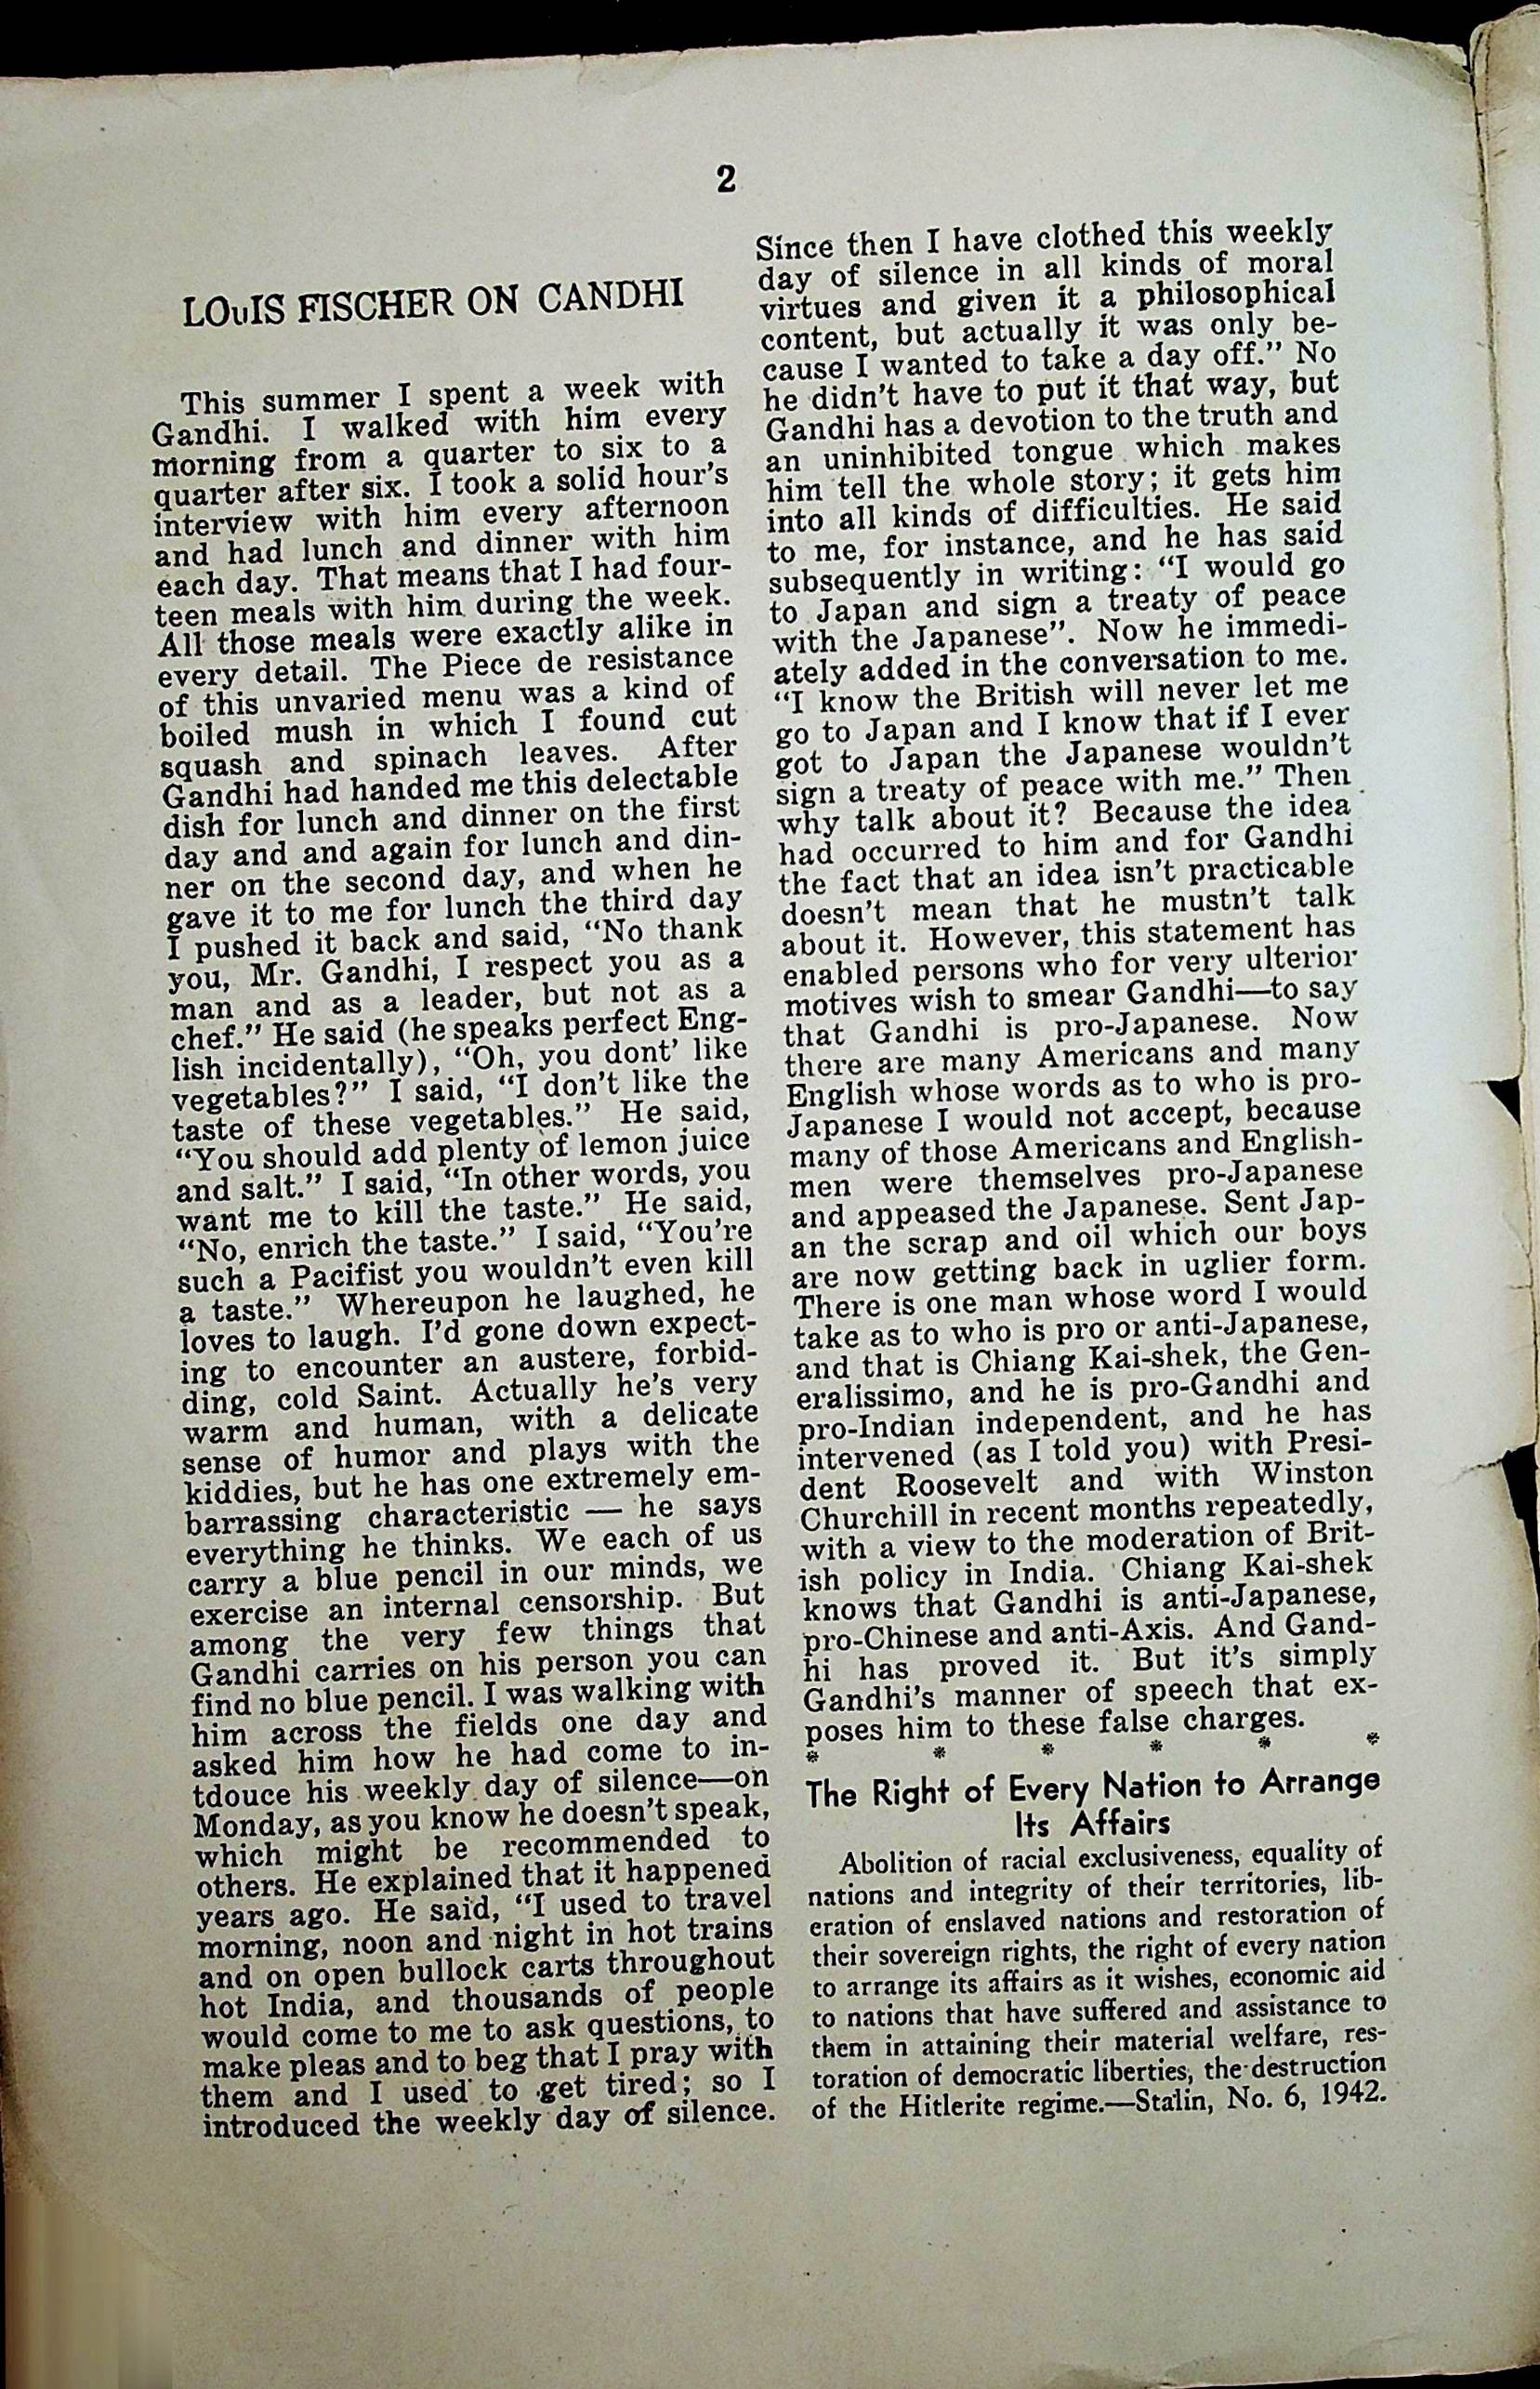 2
LOuIS FISCHER ON CANDHI
This summer I spent a week with
Gandhi. I walked with him every
morning from a quarter to six to a
quarter after six. I took a solid hour's
interview with him every afternoon
and had lunch and dinner with him
each day. That means that I had four-
teen meals with him during the week.
All those meals were exactly alike in
every detail. The Piece de resistance
of this unvaried menu was a kind of
boiled mush in which I found cut
squash and spinach leaves. After
Gandhi had handed me this delectable
dish for lunch and dinner on the first
day and and again for lunch and din-
ner on the second day, and when he
gave it to me for lunch the third day
I pushed it back and said, “No thank
you, Mr. Gandhi, I respect you as a
man and as a leader, but not as a
chef.” He said (he speaks perfect Eng-
lish incidentally), “Oh, you dont' like
vegetables?” I said, “I don't like the
taste of these vegetables.” He said,
“You should add plenty of lemon juice
and salt.” I said, “In other words, you
want me to kill the taste.” He said,
“No, enrich the taste.” I said, “You're
such a Pacifist you wouldn't even kill
a taste.” Whereupon he laughed, he
loves to laugh. I'd gone down expect-
ing to encounter an austere, forbid-
ding, cold Saint. Actually he's very
warm and human, with a delicate
sense of humor and plays with the
kiddies, but he has one extremely em-
barrassing characteristic — he says
everything he thinks. We each of us
carry a blue pencil in our minds, we
exercise an internal censorship. But
among the very few things that
Gandhi carries on his person you can
find no blue pencil. I was walking with
him across the fields one day and
asked him how he had come to in-
tdouce his weekly day of silence—on
Monday, as you know he doesn't speak,
which might be recommended to
others. He explained that it happened
years ago. He said, “I used to travel
morning, noon and night in hot trains
and on open bullock carts throughout
hot India, and thousands of people
would come to me to ask questions, to
make pleas and to beg that I pray with
them and I used to get tired; so I
introduced the weekly day of silence.
Since then I have clothed this weekly
day of silence in all kinds of moral
virtues and given it a philosophical
content, but actually it was only be-
cause I wanted to take a day off.” No
he didn't have to put it that way, but
Gandhi has a devotion to the truth and
an uninhibited tongue which makes
him tell the whole story; it gets him
into all kinds of difficulties. He said
to me, for instance, and he has said
subsequently in writing: “I would go
to Japan and sign a treaty of peace
with the Japanese”. Now he immedi-
ately added in the conversation to me.
“I know the British will never let me
go to Japan and I know that if I ever
got to Japan the Japanese wouldn't
sign a treaty of peace with me.” Then
why talk about it? Because the idea
had occurred to him and for Gandhi
the fact that an idea isn't practicable
doesn't mean that he mustn't talk
about it. However, this statement has
enabled persons who for very ulterior
motives wish to smear Gandhi—to say
that Gandhi is pro-Japanese. Now
there are many Americans and many
English whose words as to who is pro-
Japanese I would not accept, because
many of those Americans and English-
men were themselves pro-Japanese
and appeased the Japanese. Sent Jap-
an the scrap and oil which our boys
are now getting back in uglier form.
There is one man whose word I would
take as to who is pro or anti-Japanese,
and that is Chiang Kai-shek, the Gen-
eralissimo, and he is pro-Gandhi and
pro-Indian independent, and he has
intervened (as I told you) with Presi-
dent Roosevelt and with Winston
Churchill in recent months repeatedly,
with a view to the moderation of Brit-
ish policy in India. Chiang Kai-shek
knows that Gandhi is anti-Japanese,
pro-Chinese and anti-Axis. And Gand-
hi has proved it. But it's simply
Gandhi's manner of speech that ex-
poses him to these false charges.
* * * * * *
The Right of Every Nation to Arrange
Its Affairs
Abolition of racial exclusiveness, equality of
nations and integrity of their territories, lib-
eration of enslaved nations and restoration of
their sovereign rights, the right of every nation
to arrange its affairs as it wishes, economic aid
to nations that have suffered and assistance to
them in attaining their material welfare, res-
toration of democratic liberties, the destruction
of the Hitlerite regime.—Stalin, No. 6, 1942.